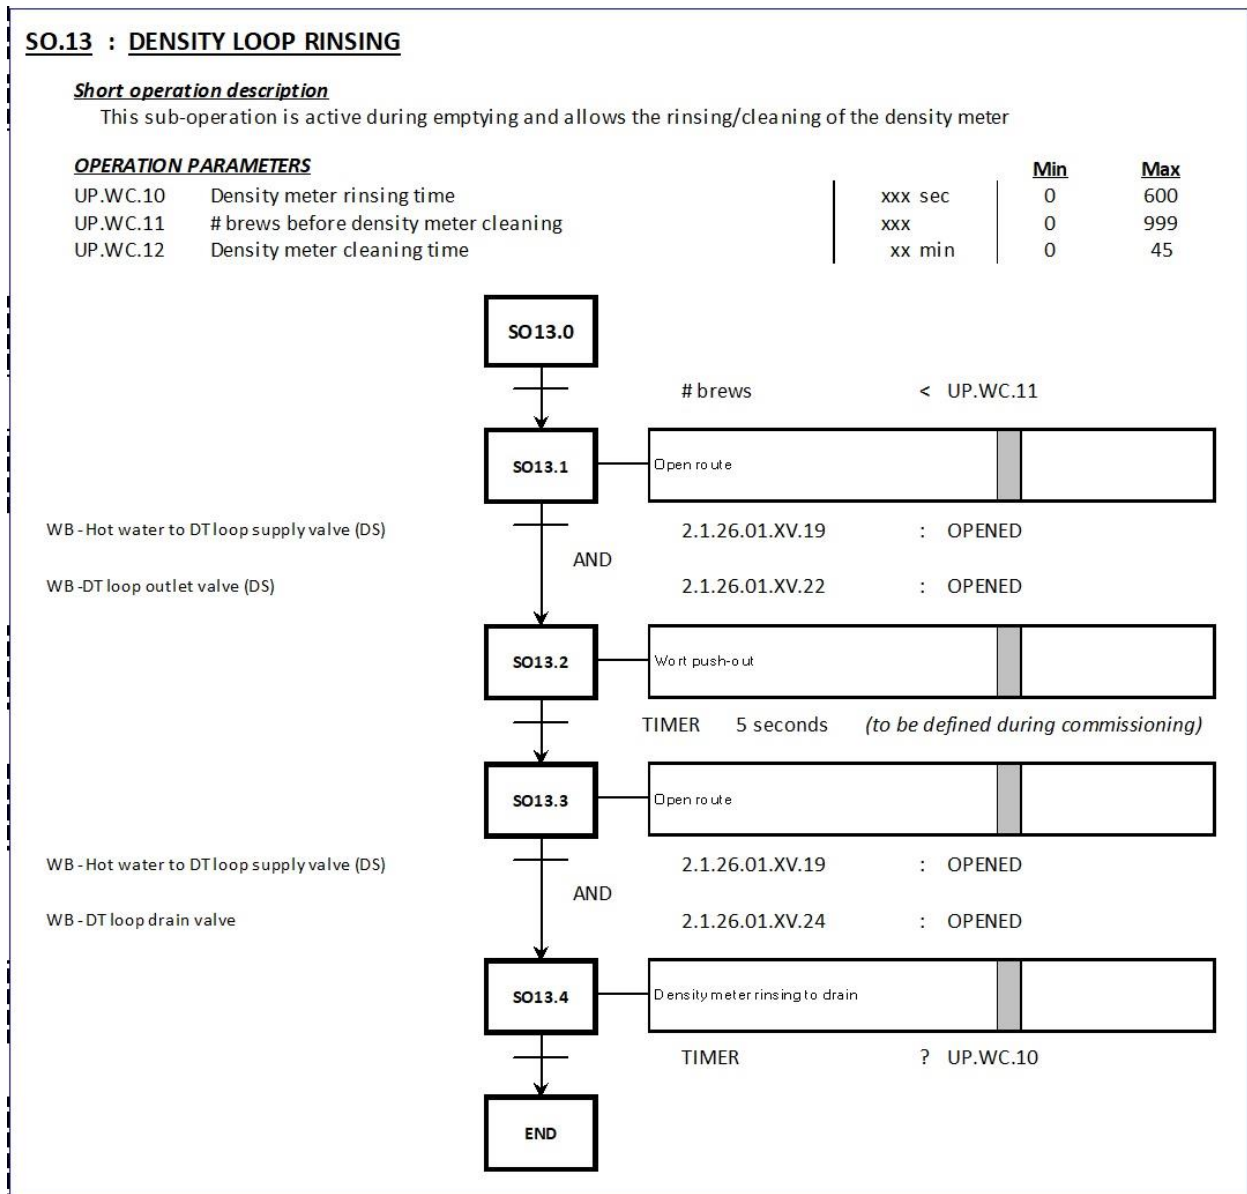 SO.13 : DENSITY LOOP RINSING
Short operation description
This sub-operation is active during emptying and allows the rinsing/cleaning of the density meter
OPERATION PARAMETERS Min Max
UP.WC.10 Density meter rinsing time xxx sec 0 600
UP.WC.11 # brews before density meter cleaning xxx 0 999
UP.WC.12 Density meter cleaning time xx min 0 45
SO13.0
# brews < UP.WC.11
SO13.1 Open route
WB-Hot water to DT loop supply valve (DS) 2.1.26.01.XV.19 : OPENED
AND
WB-DT loop outlet valve (DS) 2.1.26.01.XV.22 : OPENED
SO13.2 Wort push-out
TIMER 5 seconds (to be defined during commissioning)
SO13.3 Open route
WB-Hot water to DT loop supply valve (DS) 2.1.26.01.XV.19 : OPENED
AND
WB-DT loop drain valve 2.1.26.01.XV.24 : OPENED
SO13.4 Density meter rinsing to drain
TIMER ? UP.WC.10
END